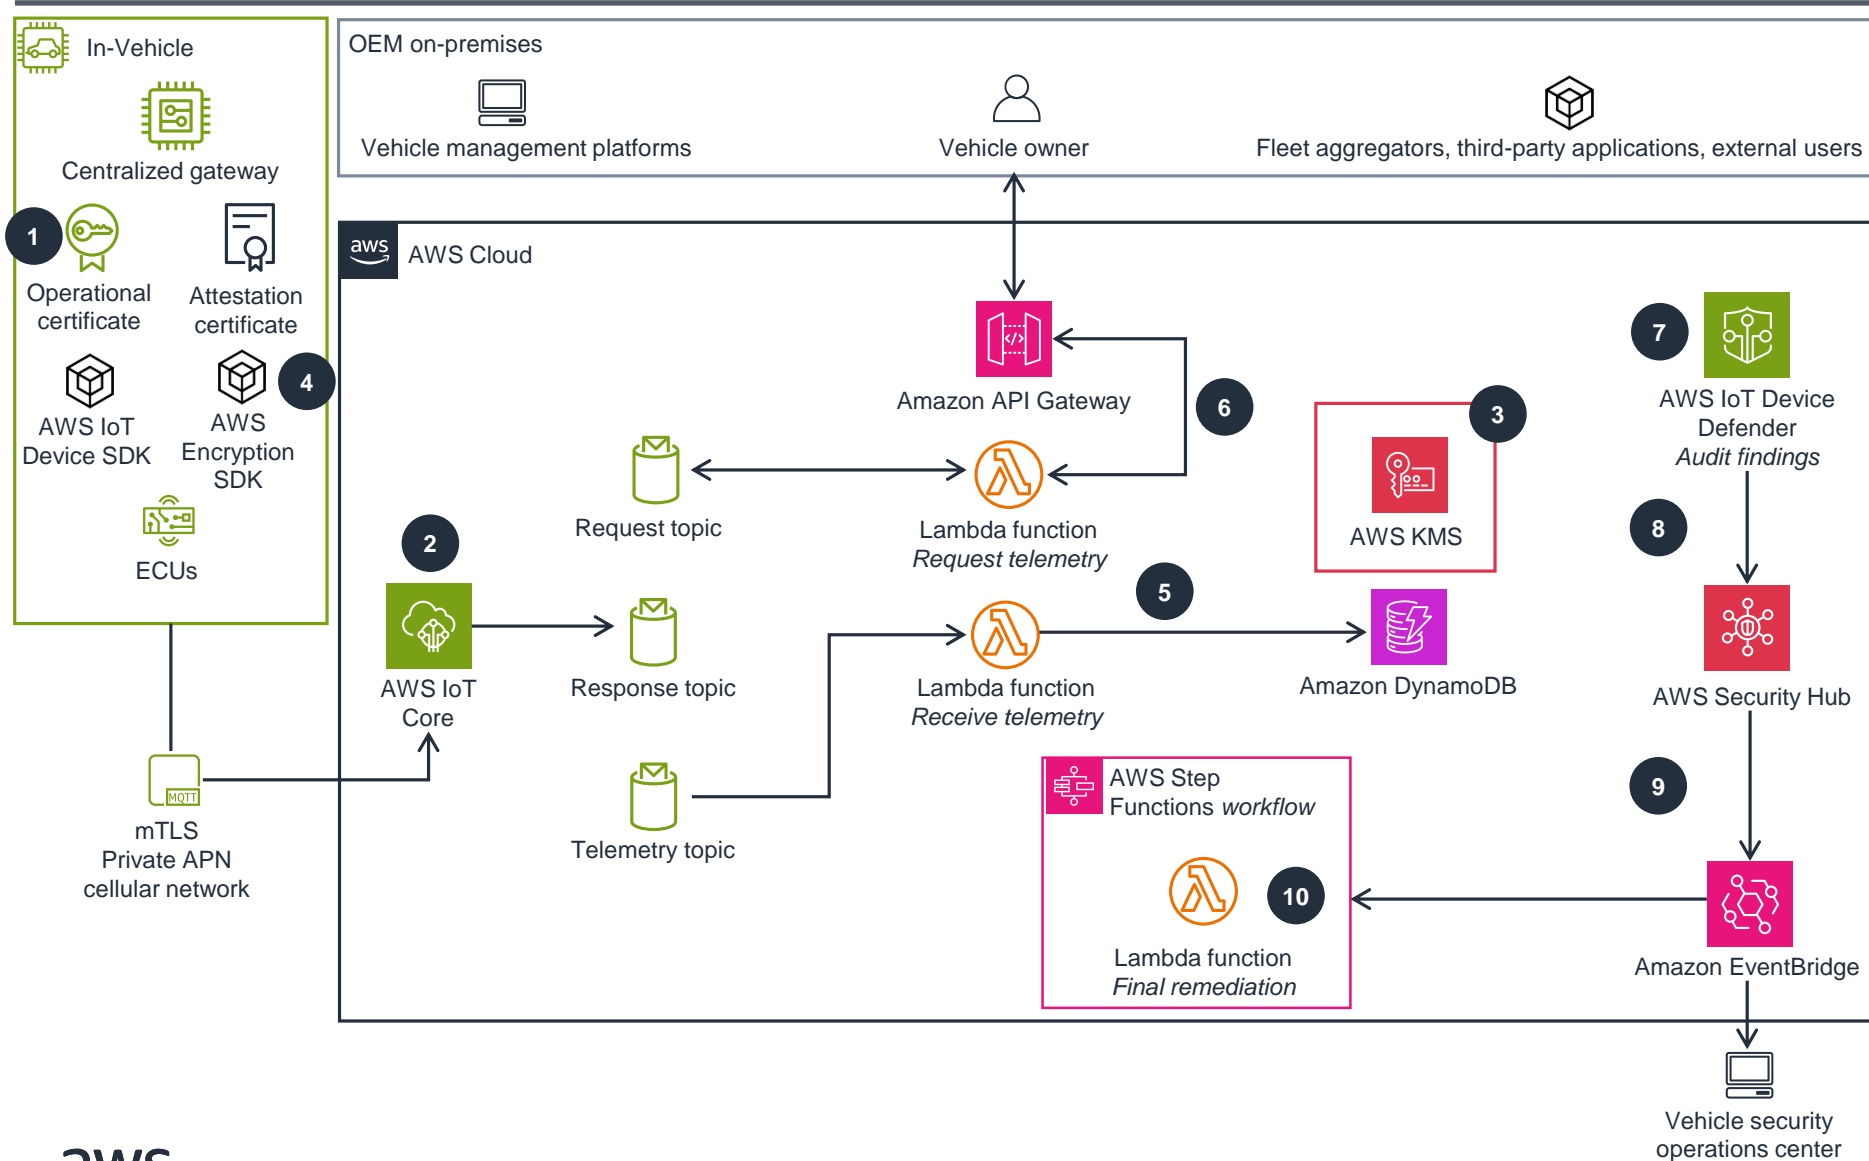 In-Vehicle
Centralized gateway
1
Operational
certificate
Attestation
certificate
4
AWS IoT
Device SDK
AWS
Encryption
SDK
ECUs
MQTT
mTLS
Private APN
cellular network
OEM on-premises
Vehicle management platforms
Vehicle owner
Fleet aggregators, third-party applications, external users
aws
AWS Cloud
Amazon API Gateway
6
Request topic
Lambda function
Request telemetry
3
AWS KMS
7
AWS IoT Device
Defender
Audit findings
8
2
AWS IoT
Core
Response topic
Lambda function
Receive telemetry
5
Amazon DynamoDB
AWS Security Hub
Telemetry topic
AWS Step
Functions workflow
10
Lambda function
Final remediation
9
Amazon EventBridge
Vehicle security
operations center
aws